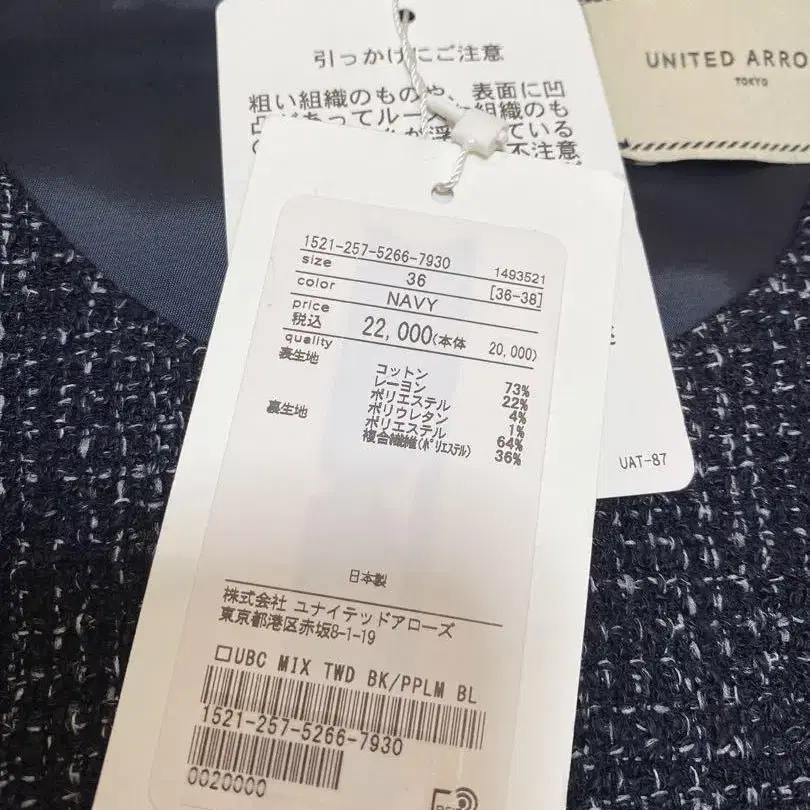 引っかけにご注意
粗い組織のものや、表面に凹
凸があってルー 組織のも
が浮 ている
不注意
UNITED ARRO
TOKYO
1521-257-5266-7930
1493521
size 36 [36-38]
color NAVY
price
税込 22,000(本体 20,000)
quality
表生地 コットン 73%
レーヨン 22%
ポリエステル 4%
ポリウレタン 1%
裏生地 ポリエステル 64%
複合繊維(ポリエステル) 36%
日本製
株式会社 ユナイテッドアローズ
東京都港区赤坂8-1-19
□UBC MIX TWD BK/PPLM BL
1521-257-5266-7930
0020000
UAT-87